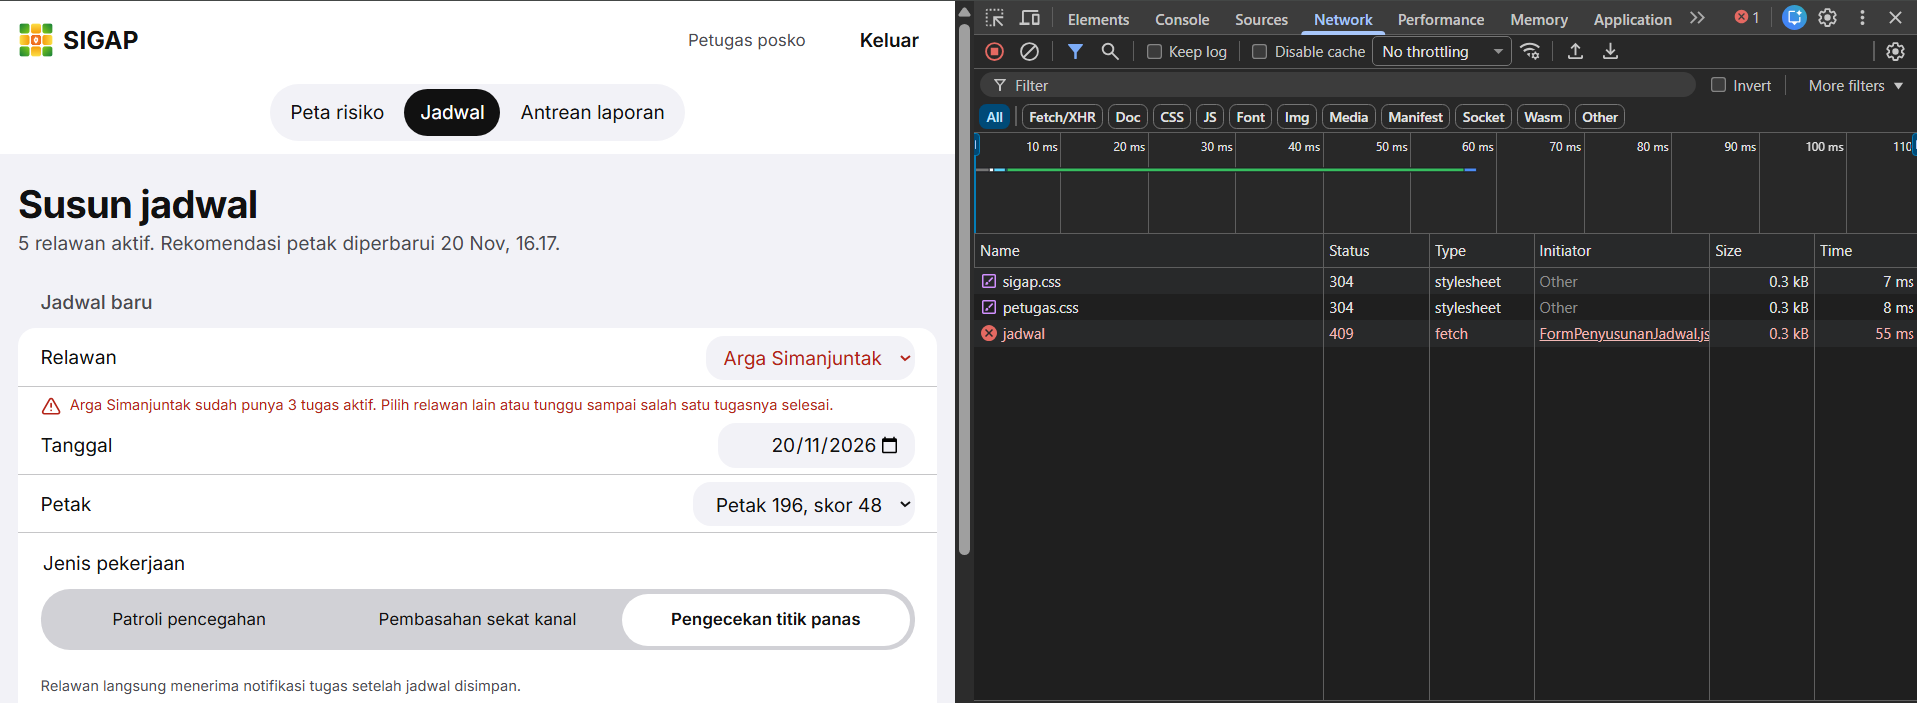 SIGAP
Petugas posko
Keluar
Peta risiko
Jadwal
Antrean laporan
Susun jadwal
5 relawan aktif. Rekomendasi petak diperbarui 20 Nov, 16.17.
Jadwal baru
Relawan
Arga Simanjuntak
Arga Simanjuntak sudah punya 3 tugas aktif. Pilih relawan lain atau tunggu sampai salah satu tugasnya selesai.
Tanggal
20/11/2026
Petak
Petak 196, skor 48
Jenis pekerjaan
Patroli pencegahan
Pembasahan sekat kanal
Pengecekan titik panas
Relawan langsung menerima notifikasi tugas setelah jadwal disimpan.
Elements Console Sources Network Performance Memory Application 1
Keep log Disable cache No throttling
Filter Invert More filters
All Fetch/XHR Doc CSS JS Font Img Media Manifest Socket Wasm Other
10 ms 20 ms 30 ms 40 ms 50 ms 60 ms 70 ms 80 ms 90 ms 100 ms 110
Name Status Type Initiator Size Time
sigap.css 304 stylesheet Other 0.3 kB 7 ms
petugas.css 304 stylesheet Other 0.3 kB 8 ms
jadwal 409 fetch FormPenyusunanJadwal.js 0.3 kB 55 ms